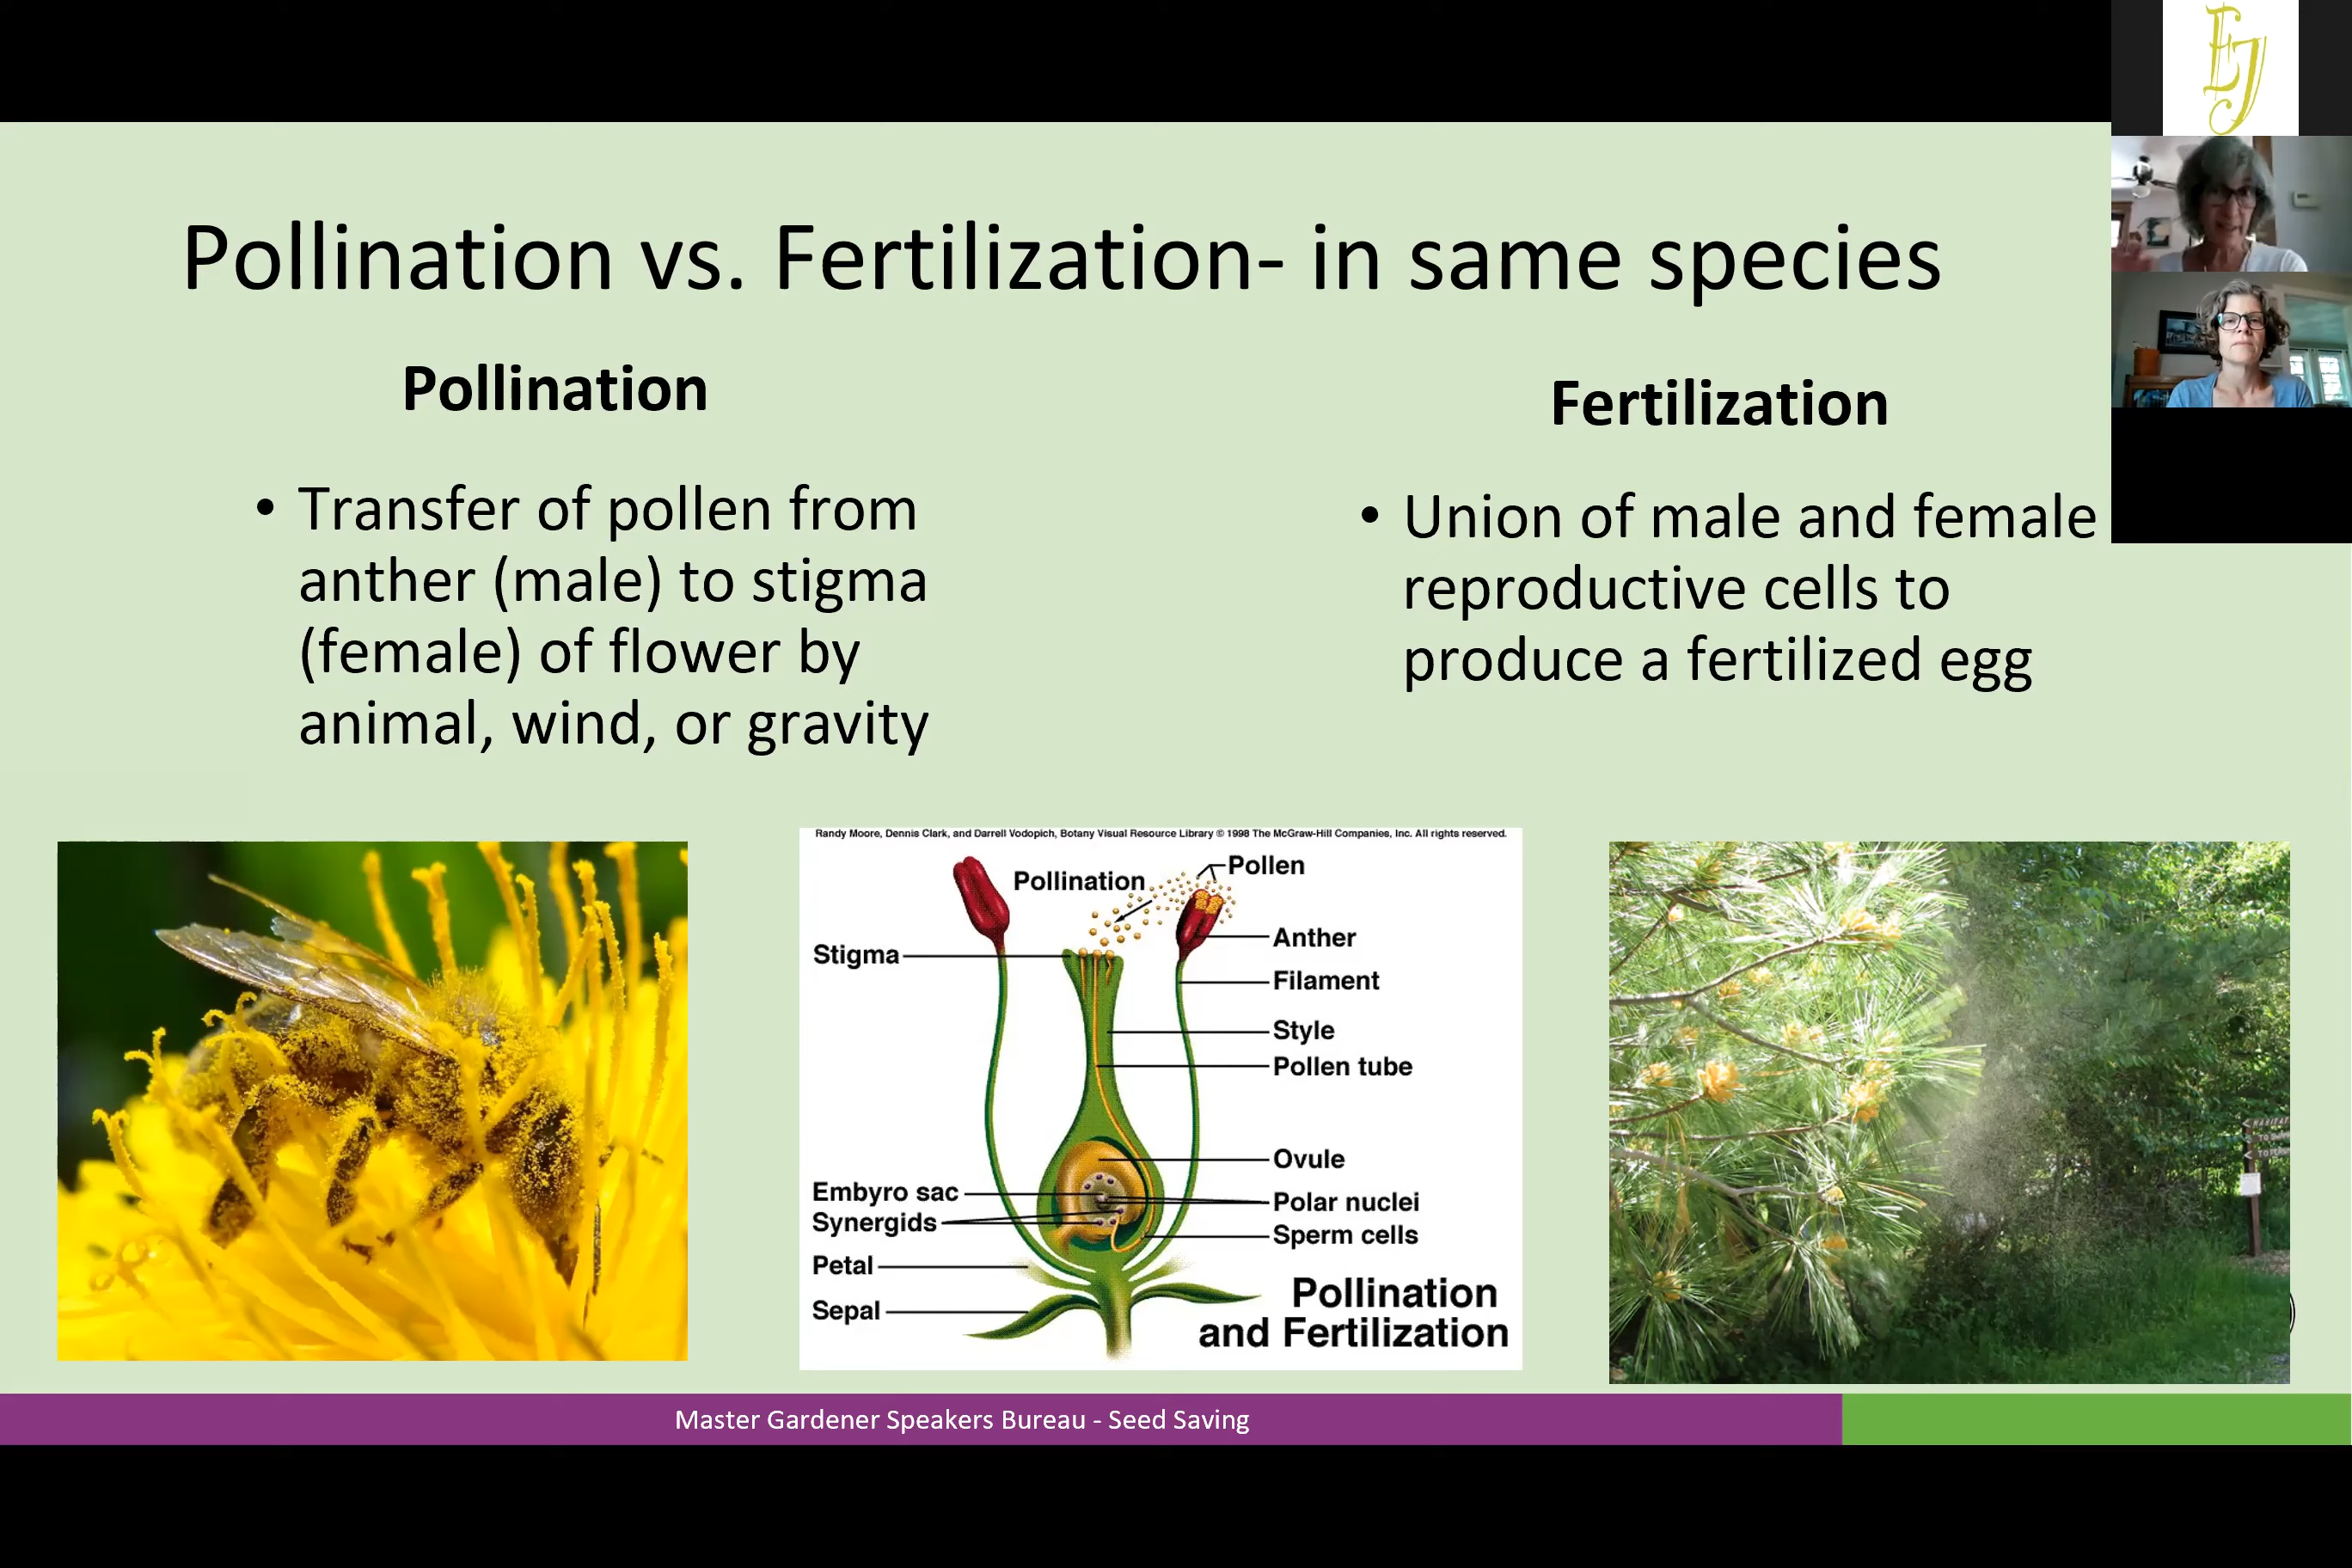 EJ
Pollination vs. Fertilization- in same species
Pollination
• Transfer of pollen from
anther (male) to stigma
(female) of flower by
animal, wind, or gravity
Fertilization
• Union of male and female
reproductive cells to
produce a fertilized egg
Randy Moore, Dennis Clark, and Darrell Vodopich, Botany Visual Resource Library © 1998 The McGraw-Hill Companies, Inc. All rights reserved.
Pollination
Pollen
Stigma
Anther
Filament
Style
Pollen tube
Ovule
Embyro sac
Polar nuclei
Synergids
Sperm cells
Petal
Sepal
Pollination
and Fertilization
Master Gardener Speakers Bureau - Seed Saving